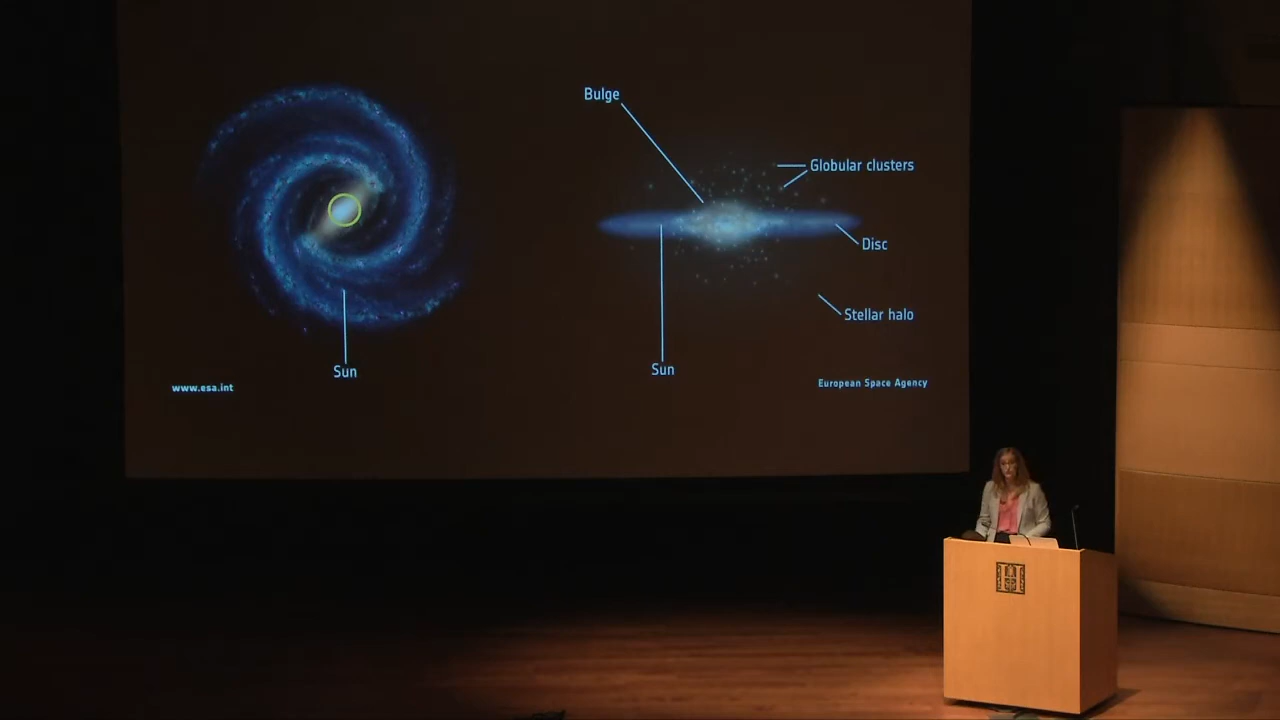 Bulge
Globular clusters
Disc
Stellar halo
Sun
Sun
www.esa.int
European Space Agency
H